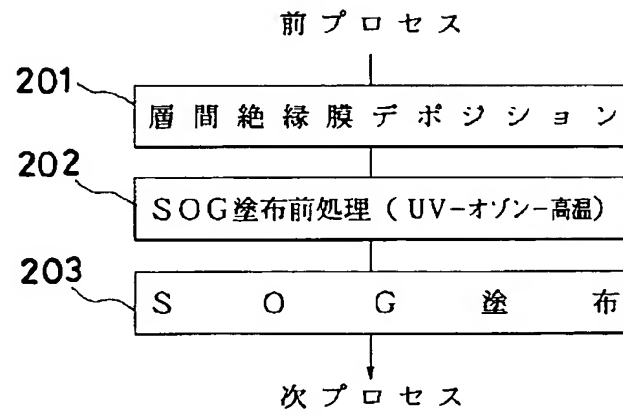 前プロセス
201
層間絶縁膜デポジション
202
SOG塗布前処理(UV-オゾン-高温)
203
SOG塗布
次プロセス